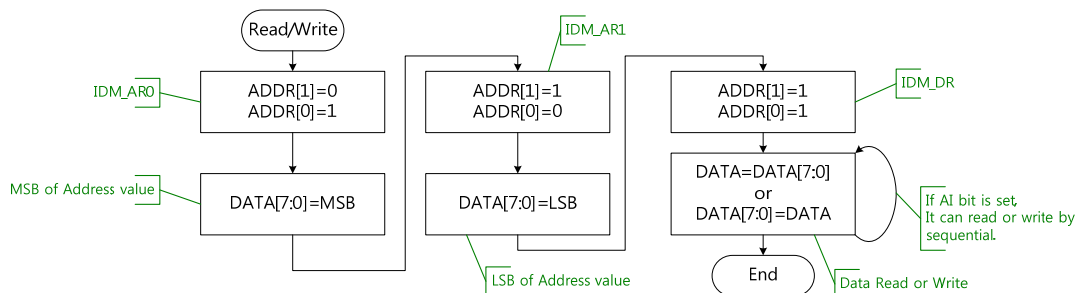 Read/Write
IDM_AR0
ADDR[1]=0
ADDR[0]=1
MSB of Address value
DATA[7:0]=MSB
IDM_AR1
ADDR[1]=1
ADDR[0]=0
DATA[7:0]=LSB
LSB of Address value
IDM_DR
ADDR[1]=1
ADDR[0]=1
DATA=DATA[7:0]
or
DATA[7:0]=DATA
If AI bit is set,
It can read or write by
sequential.
Data Read or Write
End